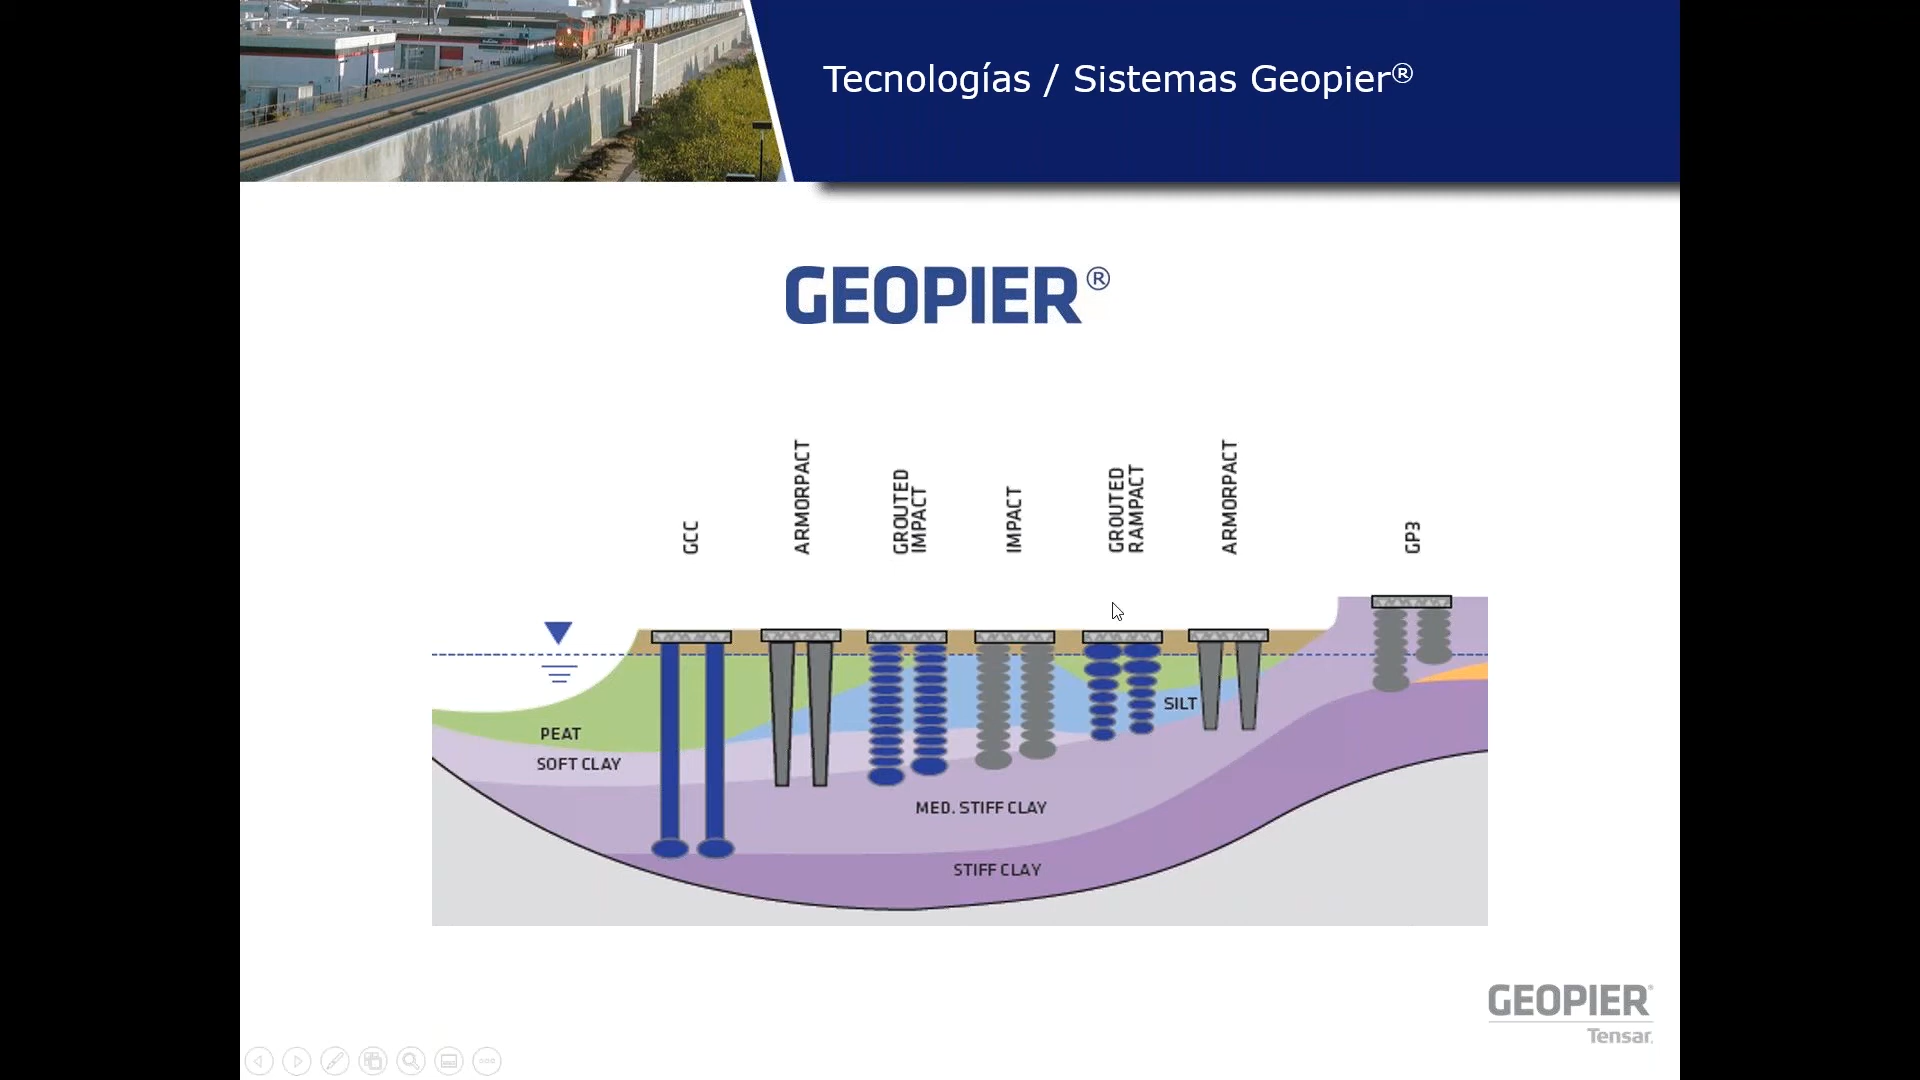 Tecnologías / Sistemas Geopier®
GEOPIER®
GCC
ARMORPACT
GROUTED
IMPACT
IMPACT
GROUTED
RAMPACT
ARMORPACT
GP3
SILT
PEAT
SOFT CLAY
MED. STIFF CLAY
STIFF CLAY
GEOPIER®
Tensar.